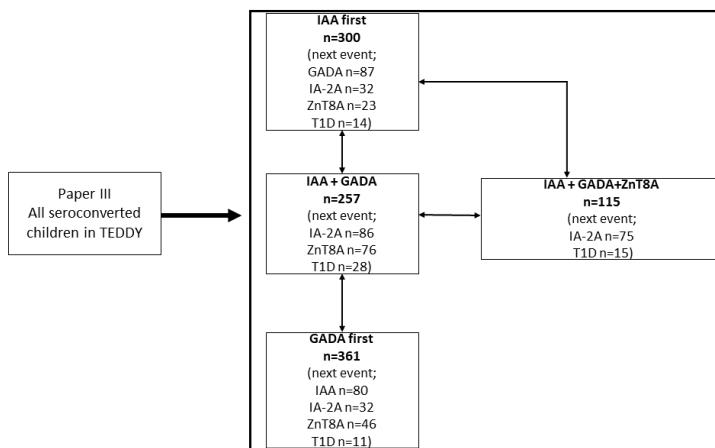 Paper III
All seroconverted
children in TEDDY
IAA first
n=300
(next event;
GADA n=87
IA-2A n=32
ZnT8A n=23
T1D n=14)
IAA + GADA
n=257
(next event;
IA-2A n=86
ZnT8A n=76
T1D n=28)
IAA + GADA+ZnT8A
n=115
(next event;
IA-2A n=75
T1D n=15)
GADA first
n=361
(next event;
IAA n=80
IA-2A n=32
ZnT8A n=46
T1D n=11)